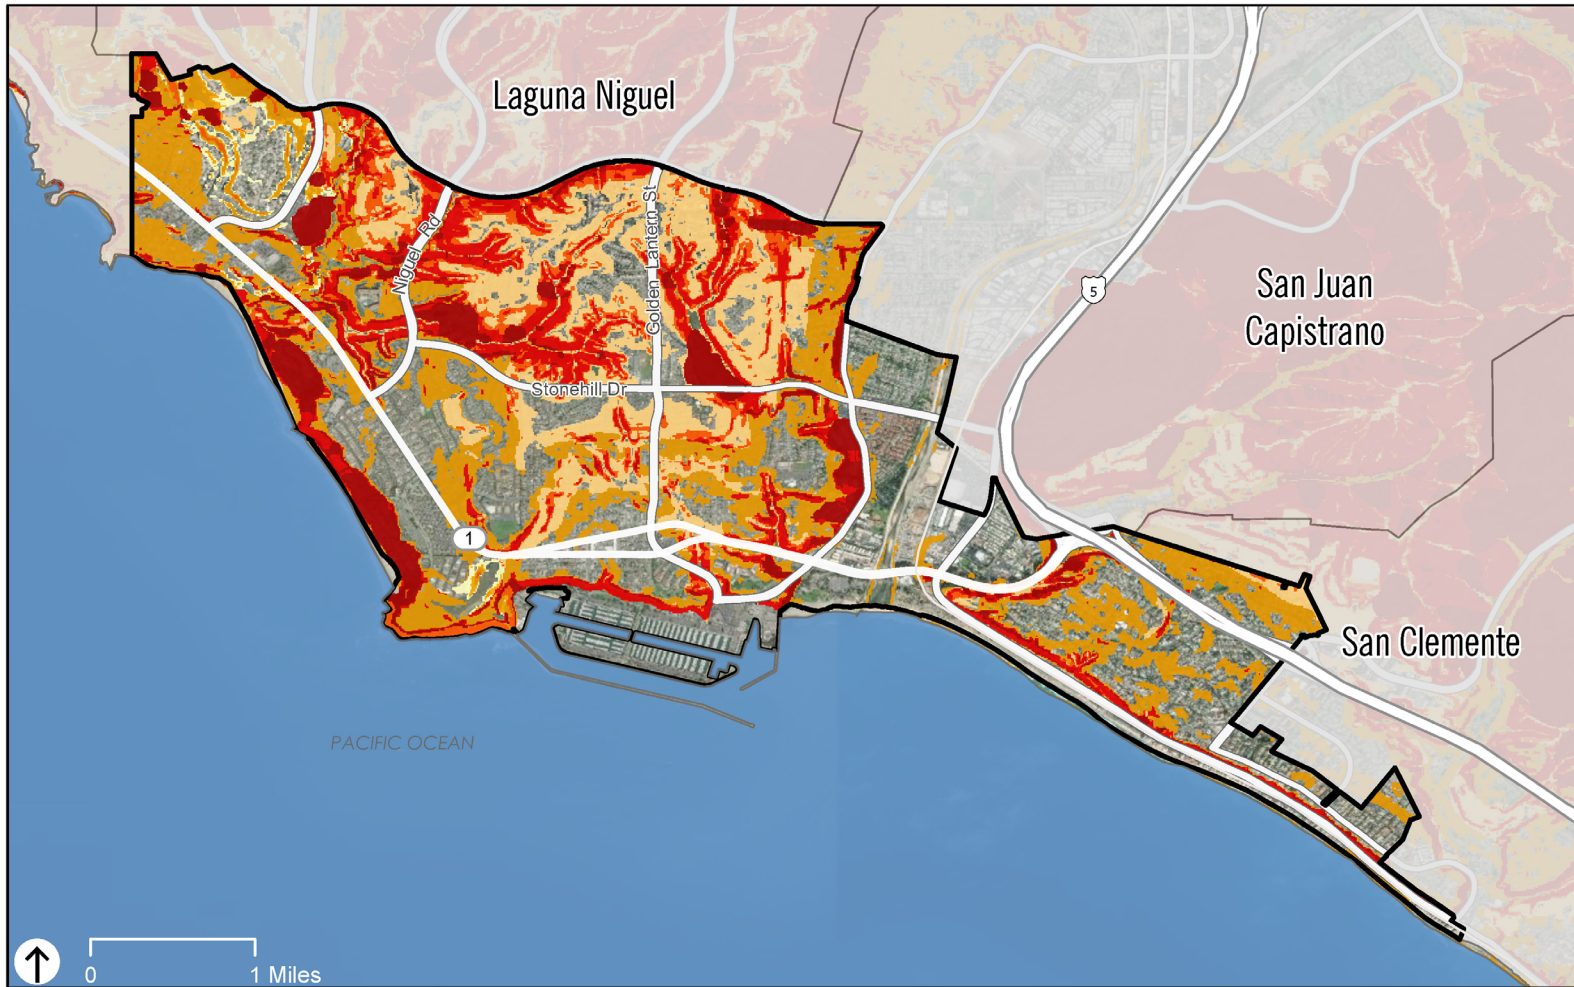 Laguna Niguel
Niguel Rd
Golden Lantern St
5
San Juan
Capistrano
Stonehill Dr
1
San Clemente
PACIFIC OCEAN
0
1 Miles